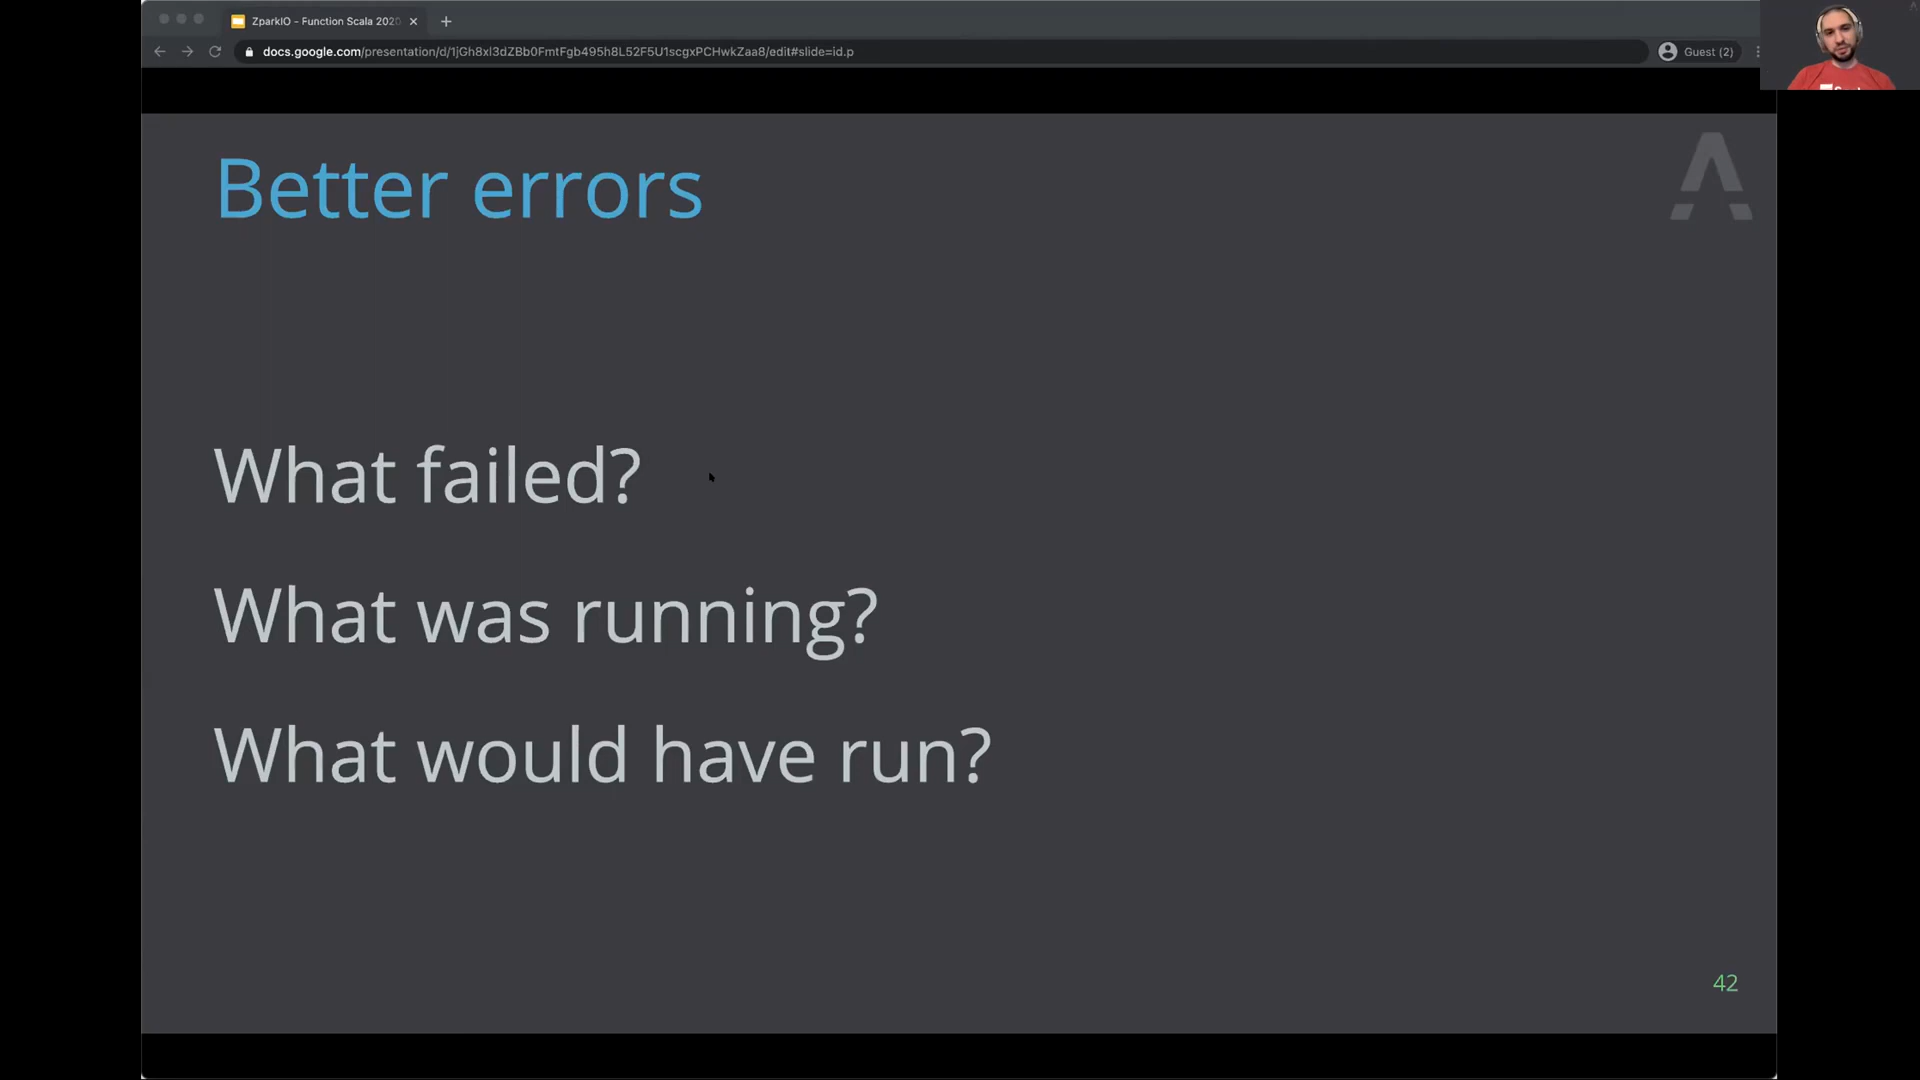 ZparkIO - Function Scala 2020
docs.google.com/presentation/d/1jGh8xl3dZBb0FmtFgb495h8L52F5U1scgxPCHwkZaa8/edit#slide=id.p
Guest (2)
Better errors
What failed?
What was running?
What would have run?
42